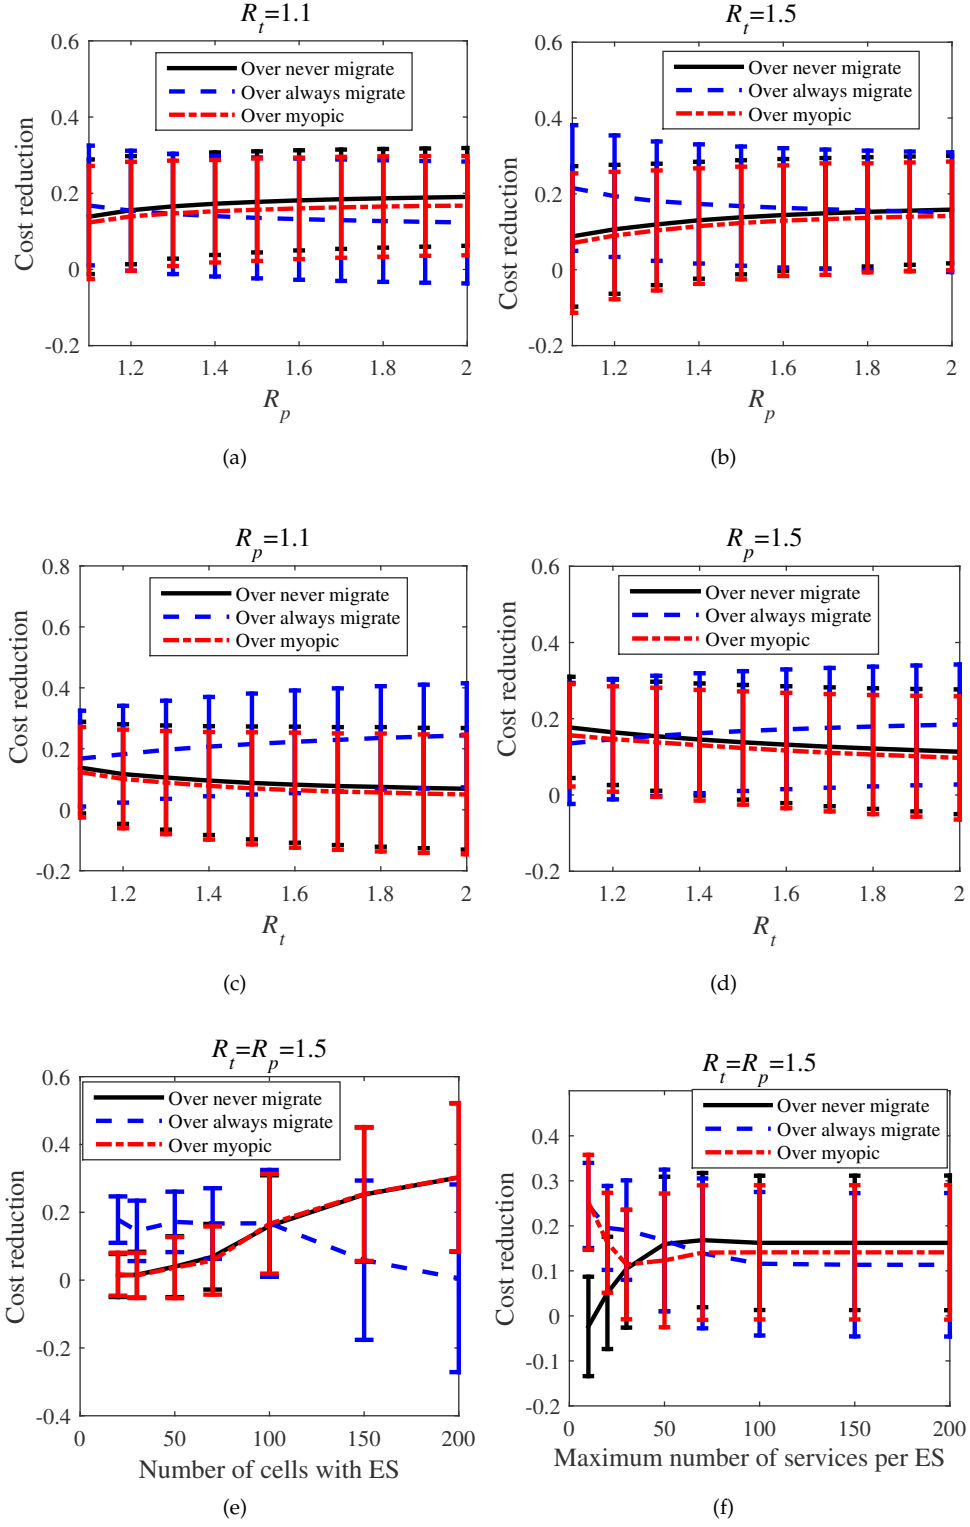 R_t=1.1
0.6
0.4
0.2
0
-0.2
Cost reduction
Over never migrate
Over always migrate
Over myopic
1.2 1.4 1.6 1.8 2
R_p
(a)
R_t=1.5
0.6
0.4
0.2
0
-0.2
Cost reduction
Over never migrate
Over always migrate
Over myopic
1.2 1.4 1.6 1.8 2
R_p
(b)
R_p=1.1
0.8
0.6
0.4
0.2
0
-0.2
Cost reduction
Over never migrate
Over always migrate
Over myopic
1.2 1.4 1.6 1.8 2
R_t
(c)
R_p=1.5
0.6
0.4
0.2
0
-0.2
Cost reduction
Over never migrate
Over always migrate
Over myopic
1.2 1.4 1.6 1.8 2
R_t
(d)
R_t=R_p=1.5
0.6
0.4
0.2
0
-0.2
-0.4
Cost reduction
Over never migrate
Over always migrate
Over myopic
0 50 100 150 200
Number of cells with ES
(e)
R_t=R_p=1.5
0.4
0.3
0.2
0.1
0
-0.1
-0.2
Cost reduction
Over never migrate
Over always migrate
Over myopic
0 50 100 150 200
Maximum number of services per ES
(f)